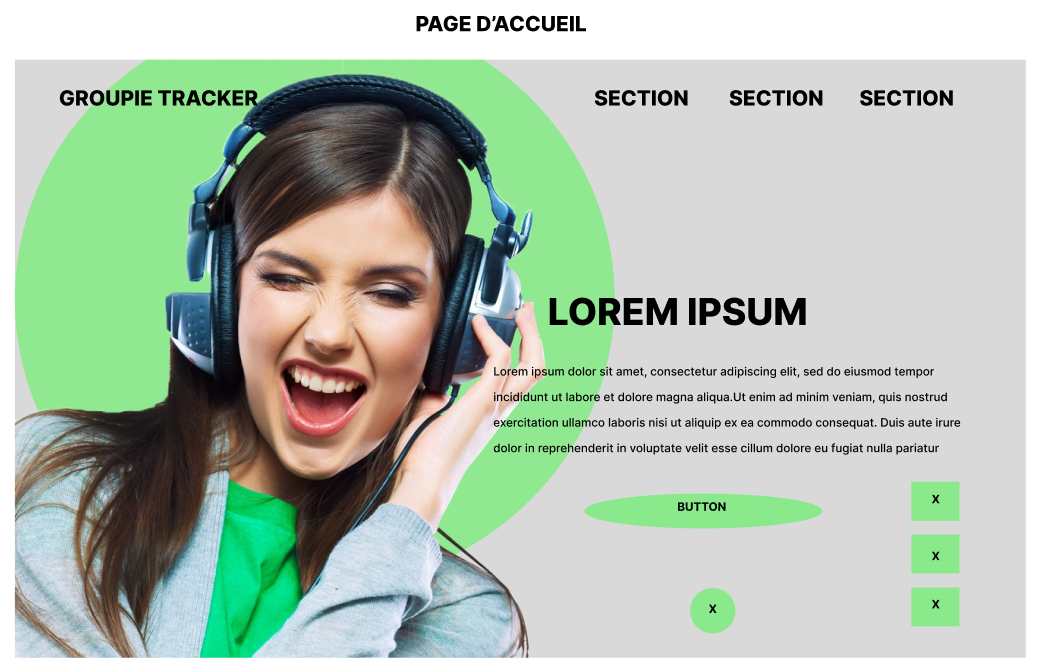 PAGE D’ACCUEIL
GROUPIE TRACKER
SECTION SECTION SECTION
LOREM IPSUM
Lorem ipsum dolor sit amet, consectetur adipiscing elit, sed do eiusmod tempor
incididunt ut labore et dolore magna aliqua.Ut enim ad minim veniam, quis nostrud
exercitation ullamco laboris nisi ut aliquip ex ea commodo consequat. Duis aute irure
dolor in reprehenderit in voluptate velit esse cillum dolore eu fugiat nulla pariatur
BUTTON
X
X
X
X